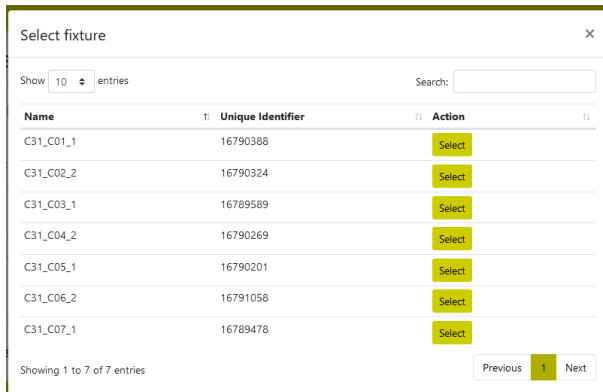 Select fixture ×
Show 10 entries Search:
Name Unique Identifier Action
C31_C01_1 16790388 Select
C31_C02_2 16790324 Select
C31_C03_1 16789589 Select
C31_C04_2 16790269 Select
C31_C05_1 16790201 Select
C31_C06_2 16791058 Select
C31_C07_1 16789478 Select
Showing 1 to 7 of 7 entries Previous 1 Next